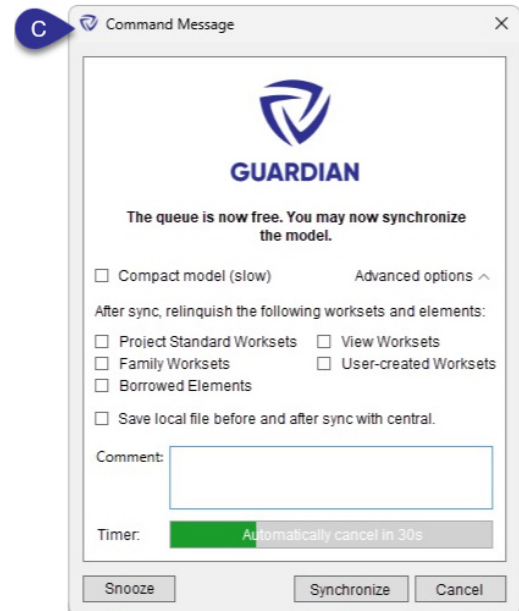 C
Command Message
GUARDIAN
The queue is now free. You may now synchronize
the model.
Compact model (slow) Advanced options
After sync, relinquish the following worksets and elements:
Project Standard Worksets View Worksets
Family Worksets User-created Worksets
Borrowed Elements
Save local file before and after sync with central.
Comment:
Timer: Automatically cancel in 30s
Snooze Synchronize Cancel